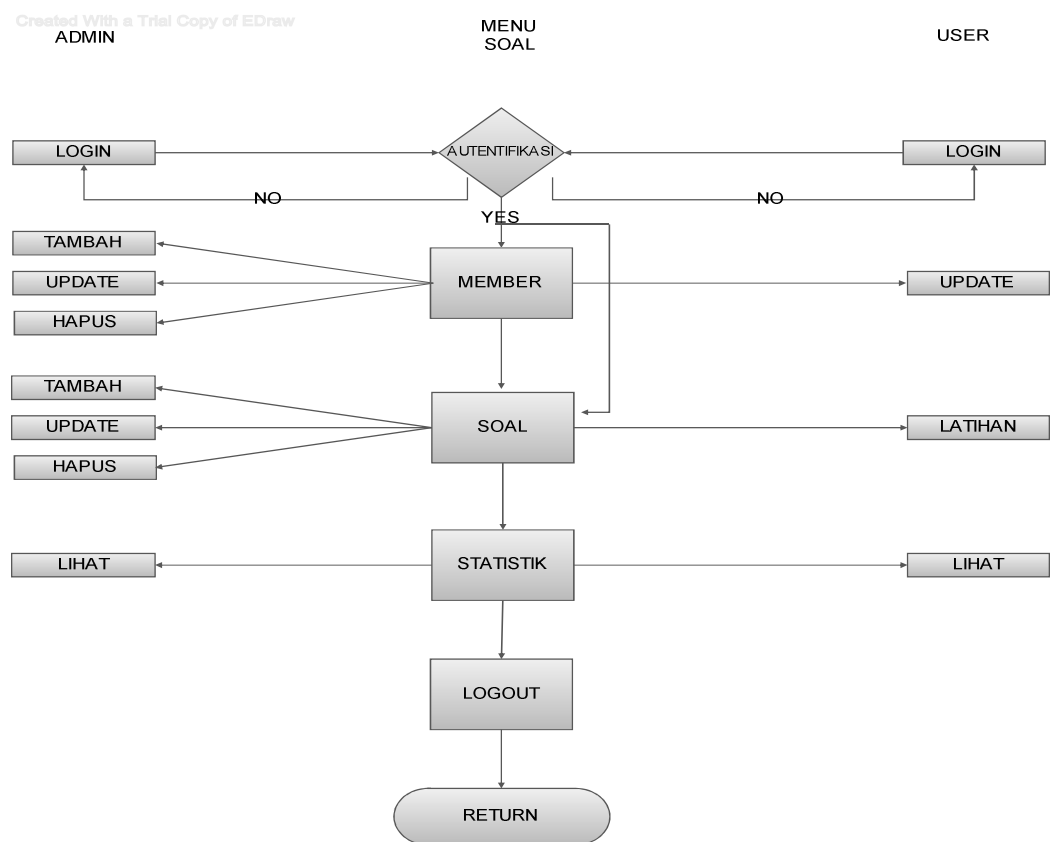 Created With a Trial Copy of EDraw
ADMIN
MENU
SOAL
USER
LOGIN
AUTENTIFIKASI
LOGIN
NO
NO
YES
TAMBAH
UPDATE
HAPUS
MEMBER
UPDATE
TAMBAH
UPDATE
HAPUS
SOAL
LATIHAN
LIHAT
STATISTIK
LIHAT
LOGOUT
RETURN